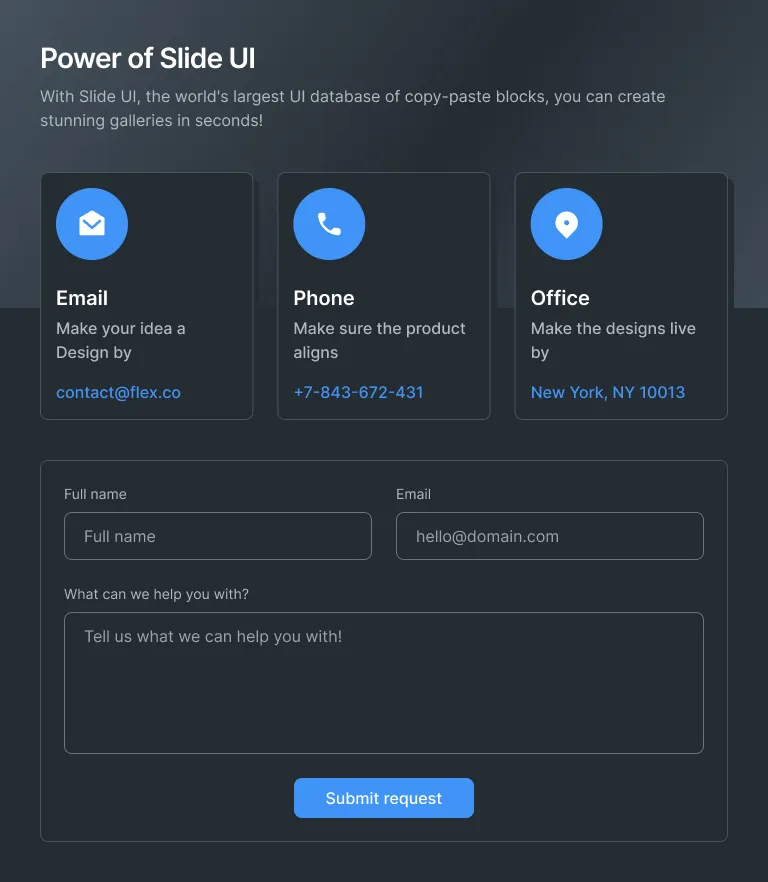 Power of Slide UI
With Slide UI, the world's largest UI database of copy-paste blocks, you can create
stunning galleries in seconds!
Email
Make your idea a
Design by
contact@flex.co
Phone
Make sure the product
aligns
+7-843-672-431
Office
Make the designs live
by
New York, NY 10013
Full name
Full name
Email
hello@domain.com
What can we help you with?
Tell us what we can help you with!
Submit request